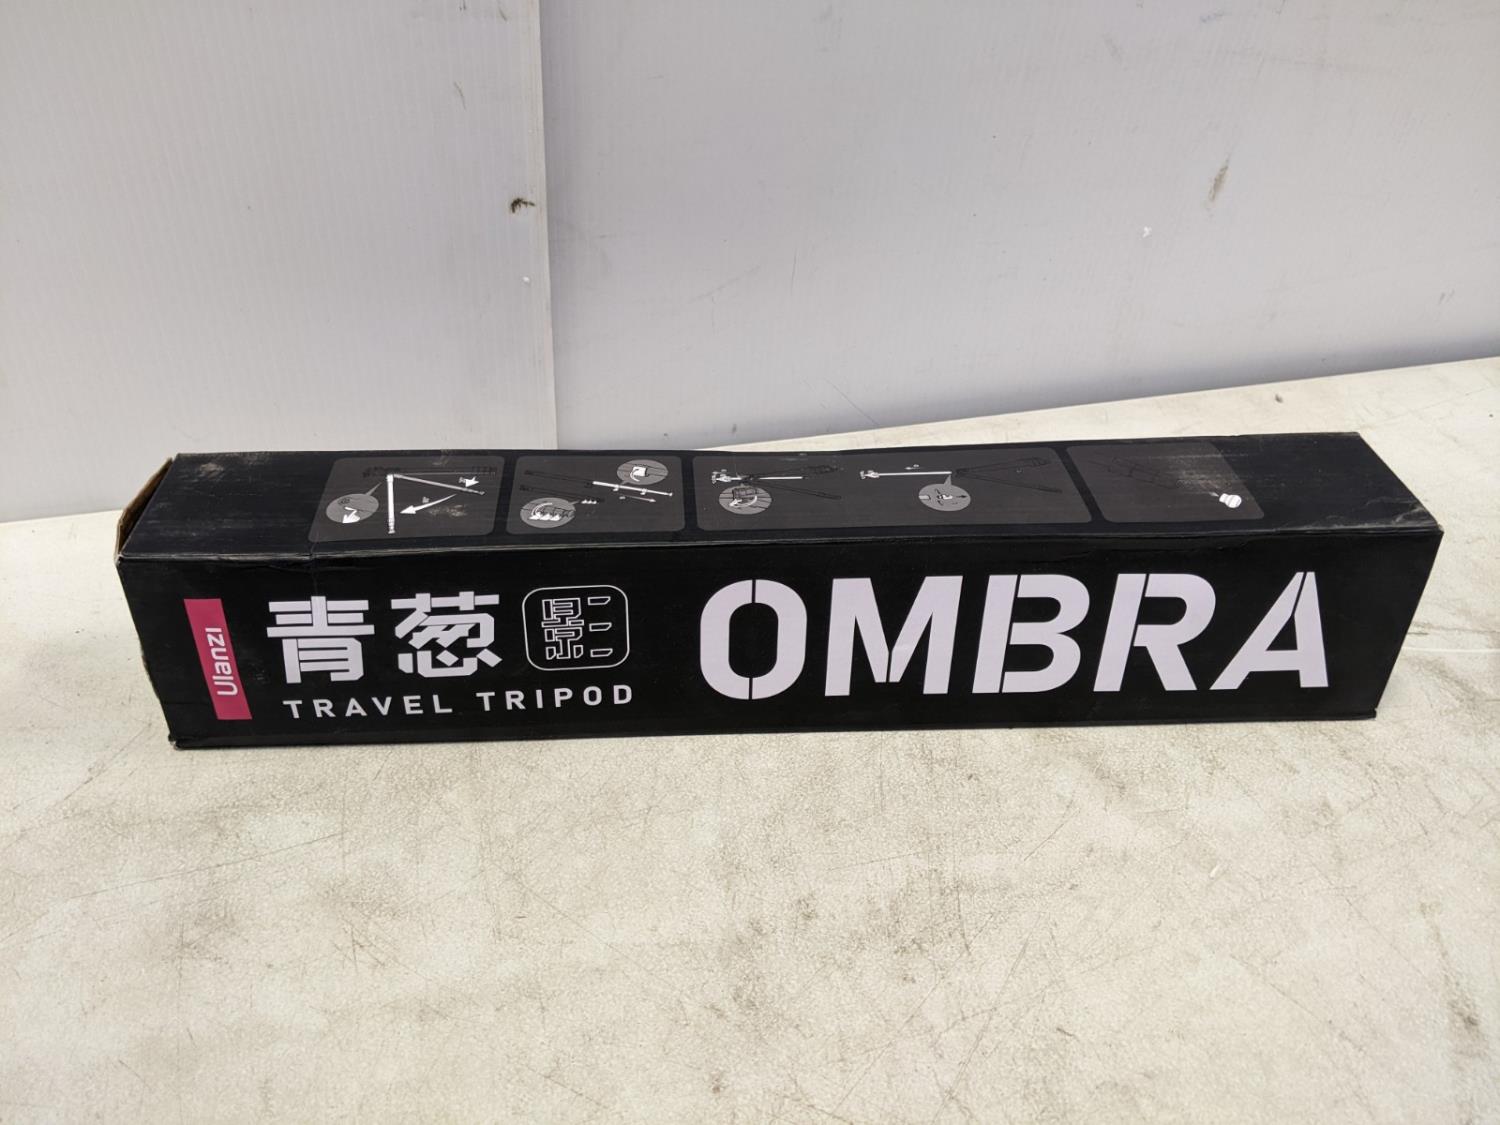 Ulanzi
青葱
影
TRAVEL TRIPOD
OMBRA